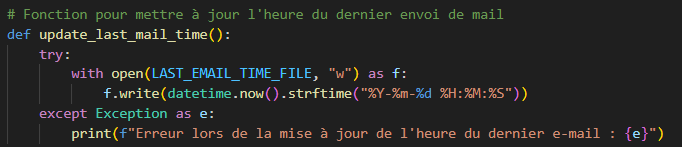 # Fonction pour mettre à jour l'heure du dernier envoi de mail
def update_last_mail_time():
    try:
        with open(LAST_EMAIL_TIME_FILE, "w") as f:
            f.write(datetime.now().strftime("%Y-%m-%d %H:%M:%S"))
    except Exception as e:
        print(f"Erreur lors de la mise à jour de l'heure du dernier e-mail : {e}")